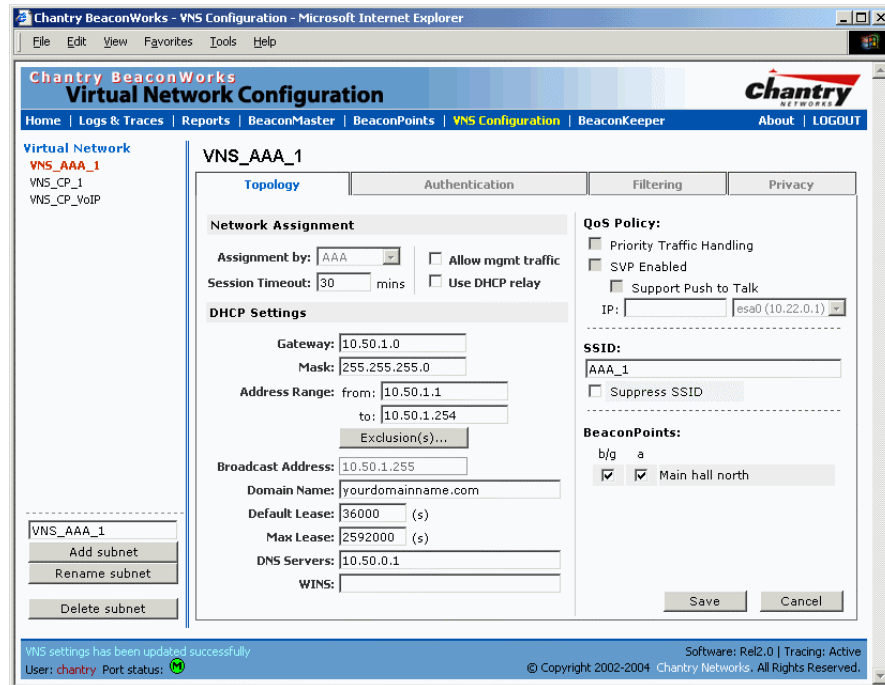 Chantry BeaconWorks - VNS Configuration - Microsoft Internet Explorer
File Edit View Favorites Tools Help
Chantry BeaconWorks
Virtual Network Configuration
Chantry
NETWORKS
Home | Logs & Traces | Reports | BeaconMaster | BeaconPoints | VNS Configuration | BeaconKeeper About | LOGOUT
Virtual Network
VNS_AAA_1
VNS_CP_1
VNS_CP_VoIP
VNS_AAA_1
Add subnet
Rename subnet
Delete subnet
VNS_AAA_1
Topology Authentication Filtering Privacy
Network Assignment
Assignment by: AAA
Allow mgmt traffic
Session Timeout: 30 mins
Use DHCP relay
DHCP Settings
Gateway: 10.50.1.0
Mask: 255.255.255.0
Address Range: from: 10.50.1.1
to: 10.50.1.254
Exclusion(s)...
Broadcast Address: 10.50.1.255
Domain Name: yourdomainname.com
Default Lease: 36000 (s)
Max Lease: 2592000 (s)
DNS Servers: 10.50.0.1
WINS:
QoS Policy:
Priority Traffic Handling
SVP Enabled
Support Push to Talk
IP: esa0 (10.22.0.1)
SSID:
AAA_1
Suppress SSID
BeaconPoints:
b/g a
Main hall north
Save Cancel
VNS settings has been updated successfully
User: chantry Port status: M
Software: Rel2.0 | Tracing: Active
© Copyright 2002-2004 Chantry Networks. All Rights Reserved.